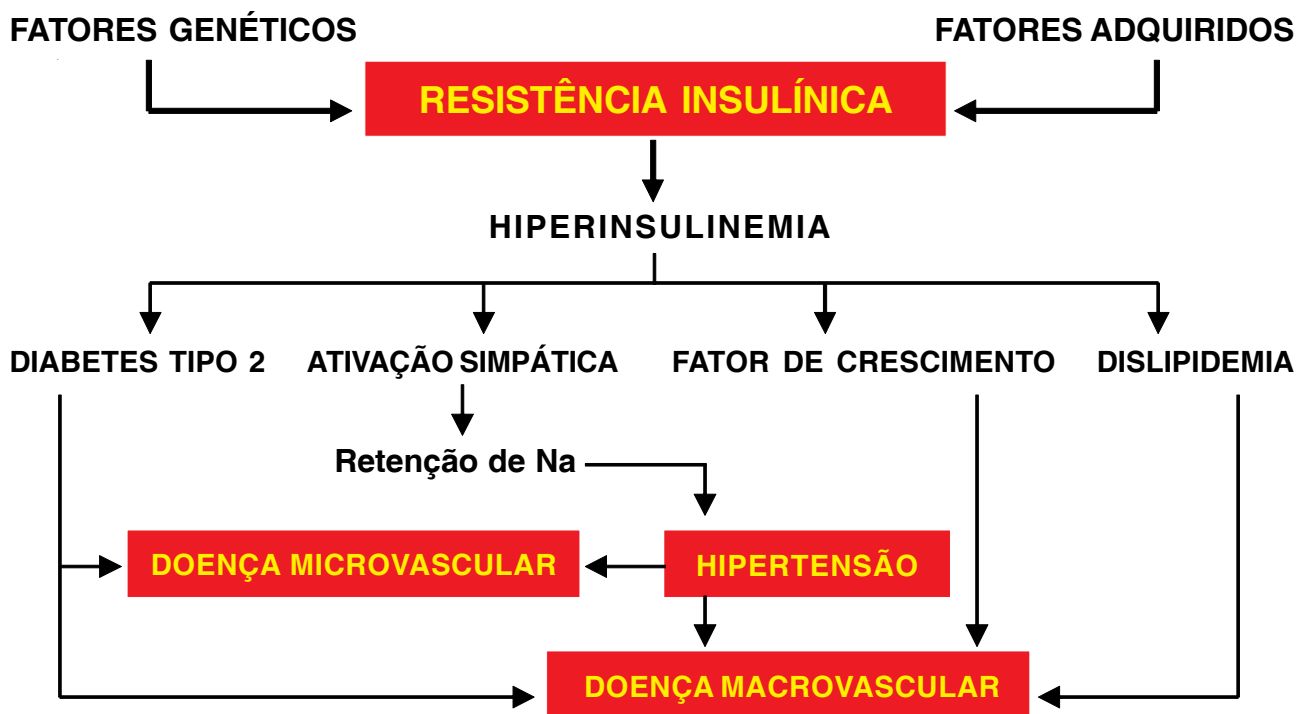 FATORES GENÉTICOS
FATORES ADQUIRIDOS
RESISTÊNCIA INSULÍNICA
HIPERINSULINEMIA
DIABETES TIPO 2
ATIVAÇÃO SIMPÁTICA
FATOR DE CRESCIMENTO
DISLIPIDEMIA
Retenção de Na
DOENÇA MICROVASCULAR
HIPERTENSÃO
DOENÇA MACROVASCULAR